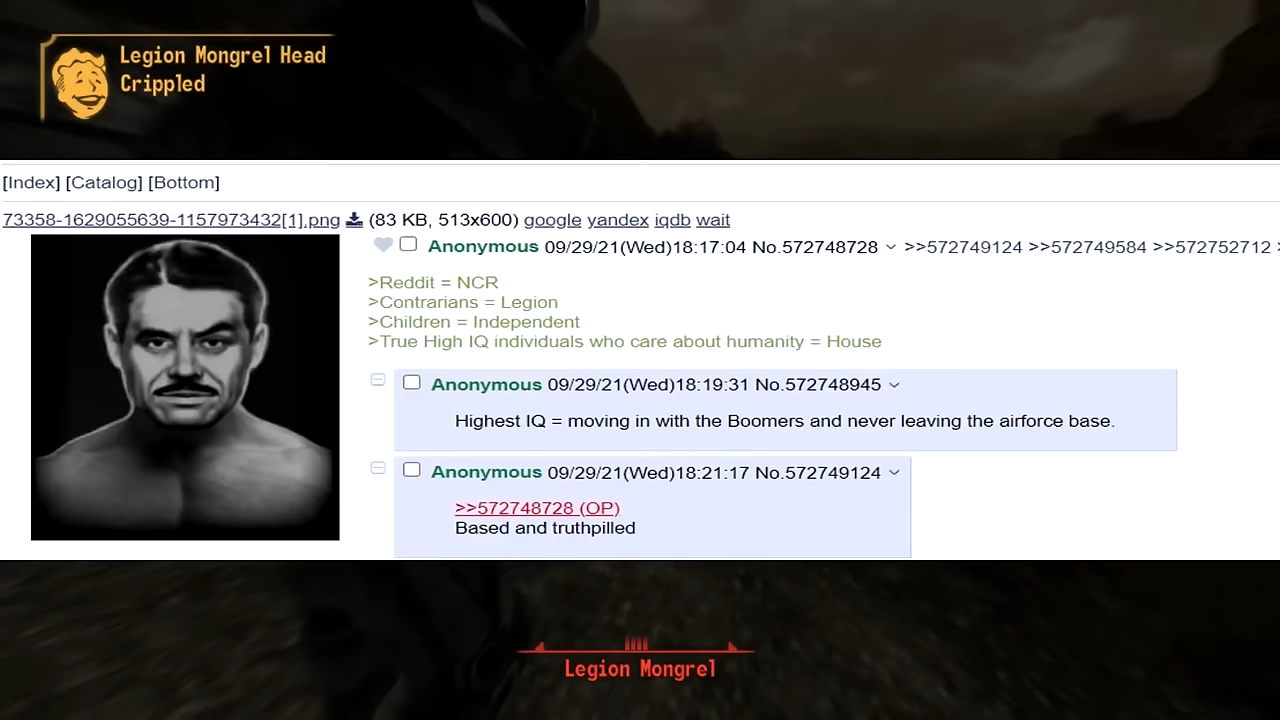 Legion Mongrel Head
Crippled
[Index] [Catalog] [Bottom]
73358-1629055639-1157973432[1].png (83 KB, 513x600) google yandex iqdb wait
Anonymous 09/29/21(Wed)18:17:04 No.572748728 >>572749124 >>572749584 >>572752712 >
>Reddit = NCR
>Contrarians = Legion
>Children = Independent
>True High IQ individuals who care about humanity = House
Anonymous 09/29/21(Wed)18:19:31 No.572748945
Highest IQ = moving in with the Boomers and never leaving the airforce base.
Anonymous 09/29/21(Wed)18:21:17 No.572749124
>>572748728 (OP)
Based and truthpilled
Legion Mongrel